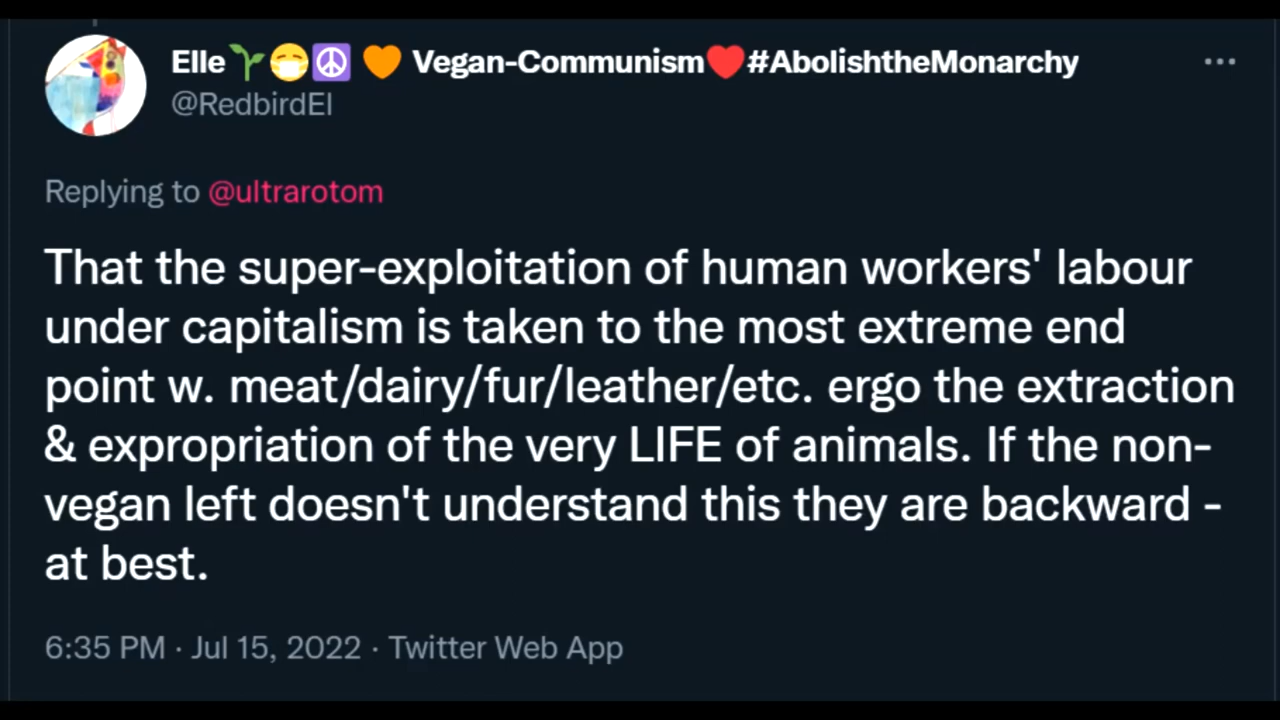 Elle🌱😷☮️ 🧡 Vegan-Communism❤️#AbolishtheMonarchy
@RedbirdEl
Replying to @ultrarotom
That the super-exploitation of human workers' labour
under capitalism is taken to the most extreme end
point w. meat/dairy/fur/leather/etc. ergo the extraction
& expropriation of the very LIFE of animals. If the non-
vegan left doesn't understand this they are backward -
at best.
6:35 PM · Jul 15, 2022 · Twitter Web App